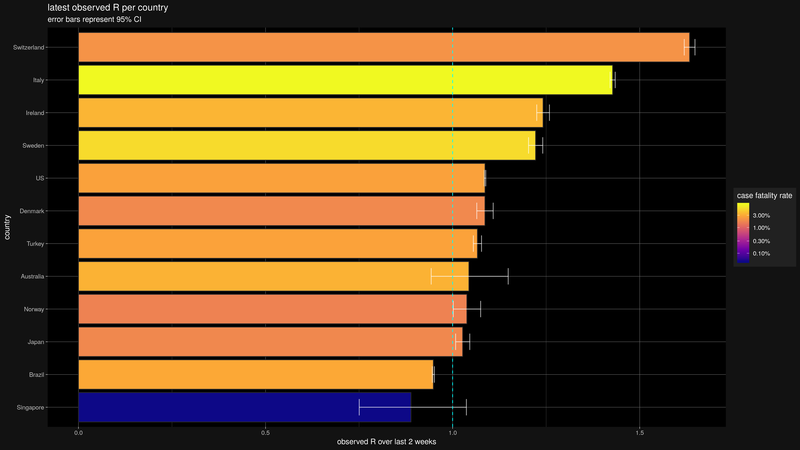 latest observed R per country
error bars represent 95% CI
Switzerland
Italy
Ireland
Sweden
US
Denmark
Turkey
Australia
Norway
Japan
Brazil
Singapore
country
0.0
0.5
1.0
1.5
observed R over last 2 weeks
case fatality rate
3.00%
1.00%
0.30%
0.10%